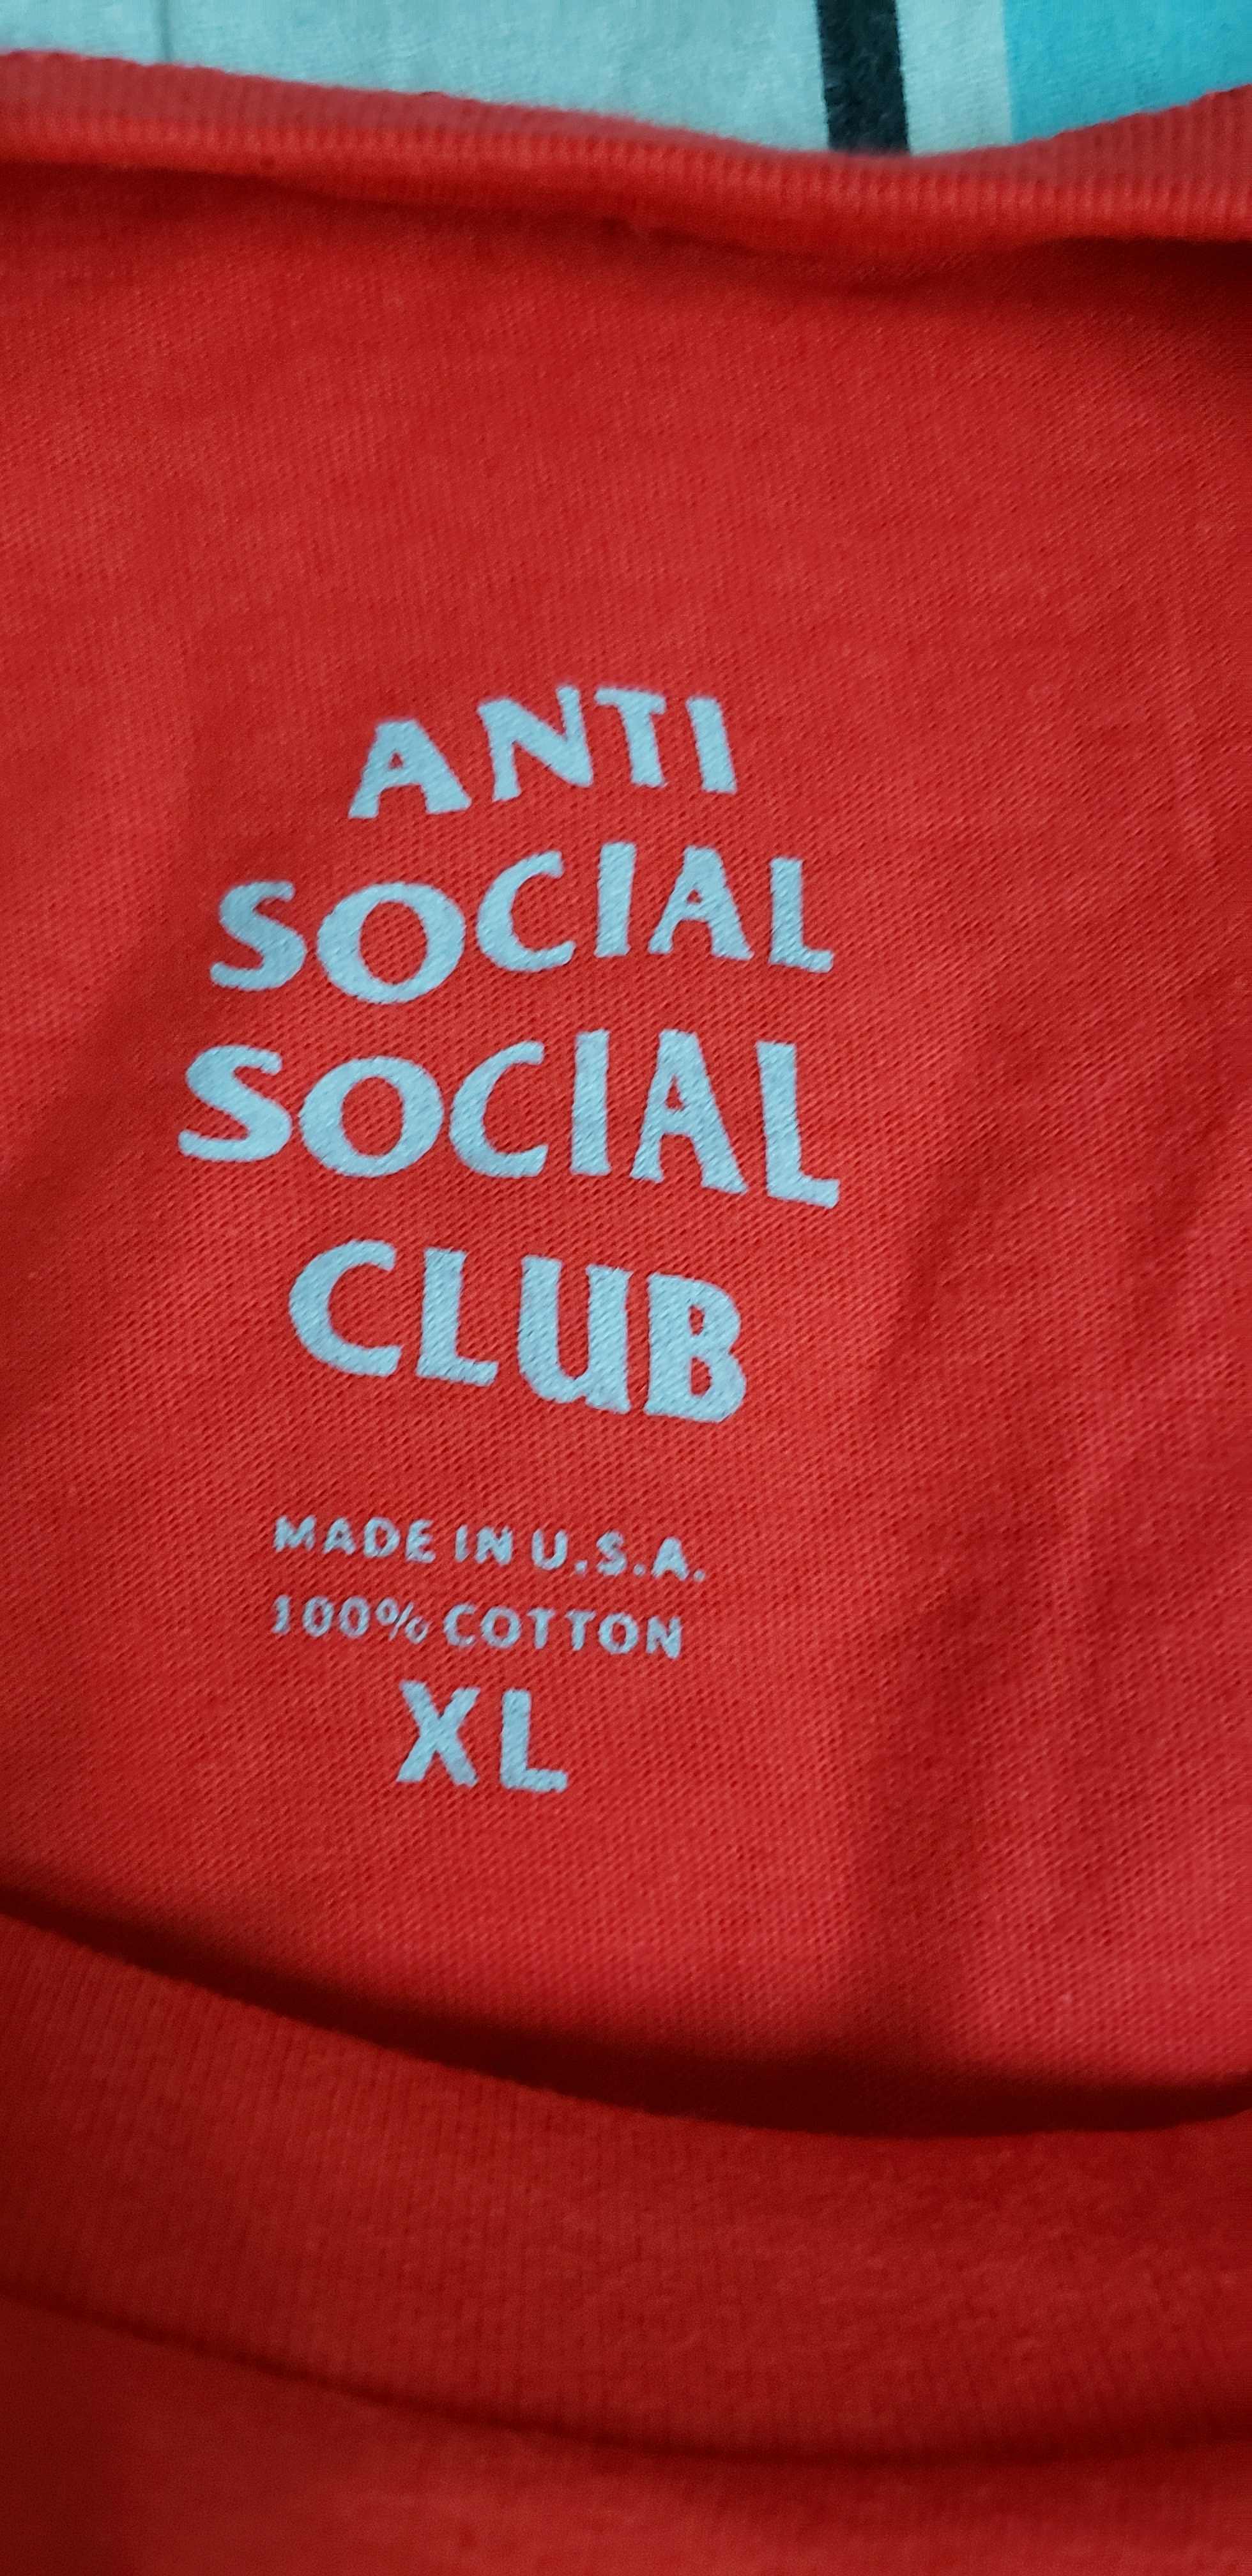 ANTI
SOCIAL
SOCIAL
CLUB
MADE IN U.S.A.
100% COTTON
XL